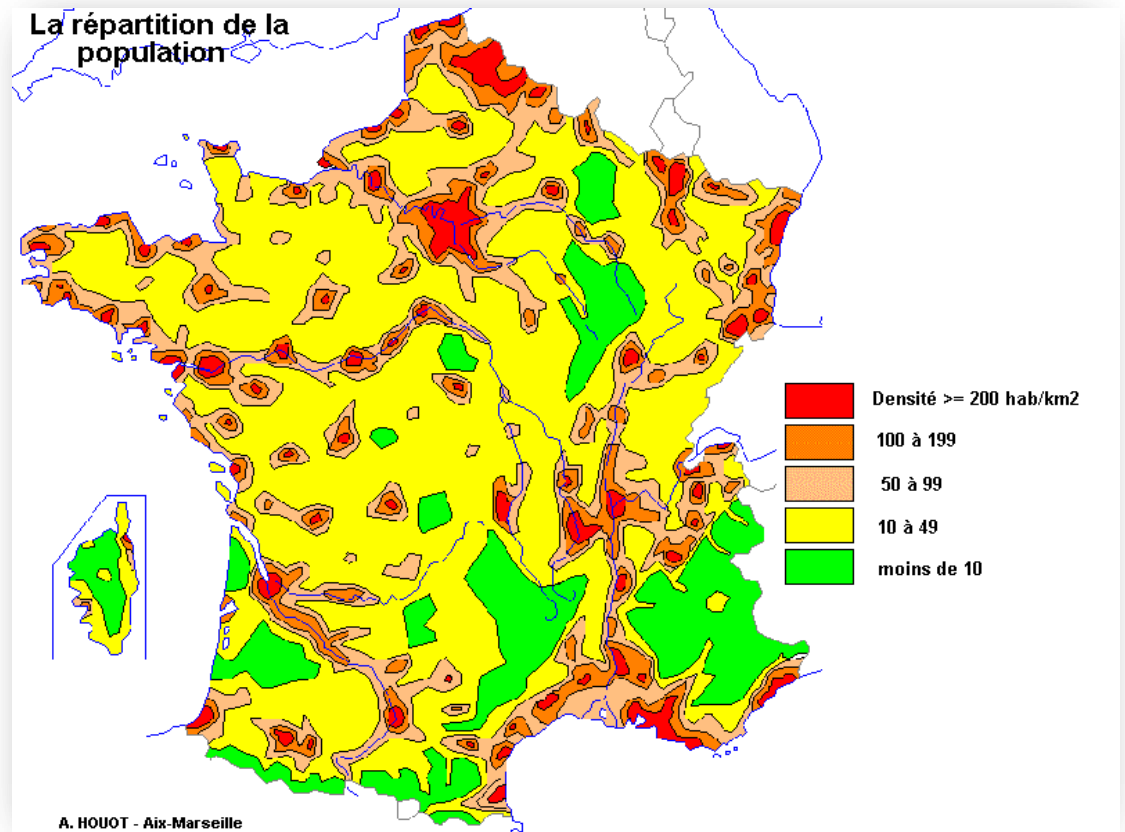 La répartition de la
population
Densité >= 200 hab/km2
100 à 199
50 à 99
10 à 49
moins de 10
A. HOUOT - Aix-Marseille